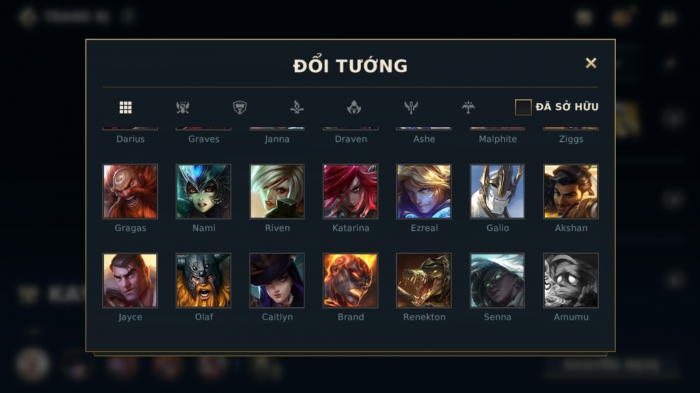 ĐỔI TƯỚNG
ĐÃ SỞ HỮU
Darius Graves Janna Draven Ashe Malphite Ziggs
Gragas Nami Riven Katarina Ezreal Galio Akshan
Jayce Olaf Caitlyn Brand Renekton Senna Amumu